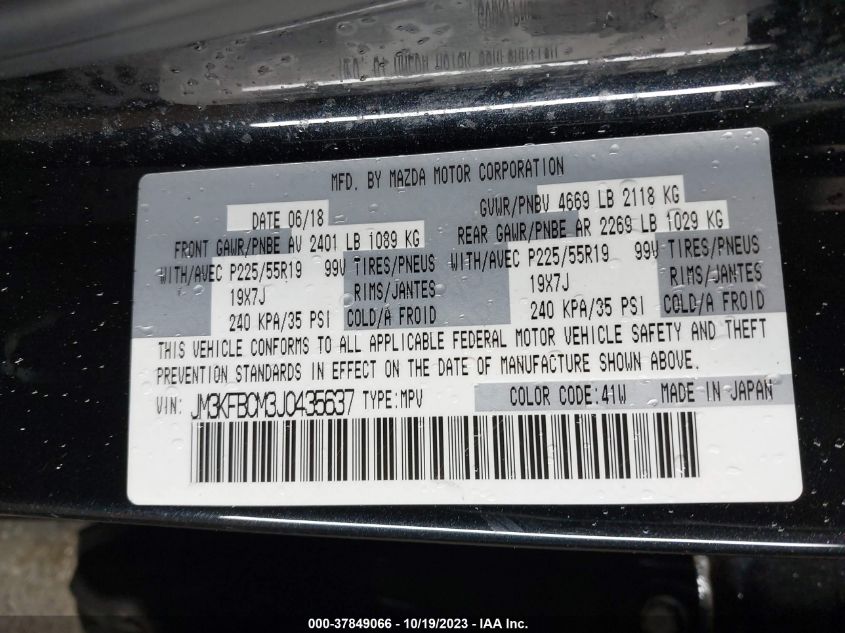 MFD. BY MAZDA MOTOR CORPORATION
DATE 06/18 GVWR/PNBV 4669 LB 2118 KG
FRONT GAWR/PNBE AV 2401 LB 1089 KG REAR GAWR/PNBE AR 2269 LB 1029 KG
WITH/AVEC P225/55R19 99V TIRES/PNEUS WITH/AVEC P225/55R19 99V TIRES/PNEUS
19X7J RIMS/JANTES 19X7J RIMS/JANTES
240 KPA/35 PSI COLD/A FROID 240 KPA/35 PSI COLD/A FROID
THIS VEHICLE CONFORMS TO ALL APPLICABLE FEDERAL MOTOR VEHICLE SAFETY AND THEFT
PREVENTION STANDARDS IN EFFECT ON THE DATE OF MANUFACTURE SHOWN ABOVE.
VIN: JM3KFBCM3J0435637 TYPE:MPV COLOR CODE:41W MADE IN JAPAN
000-37849066 - 10/19/2023 - IAA Inc.